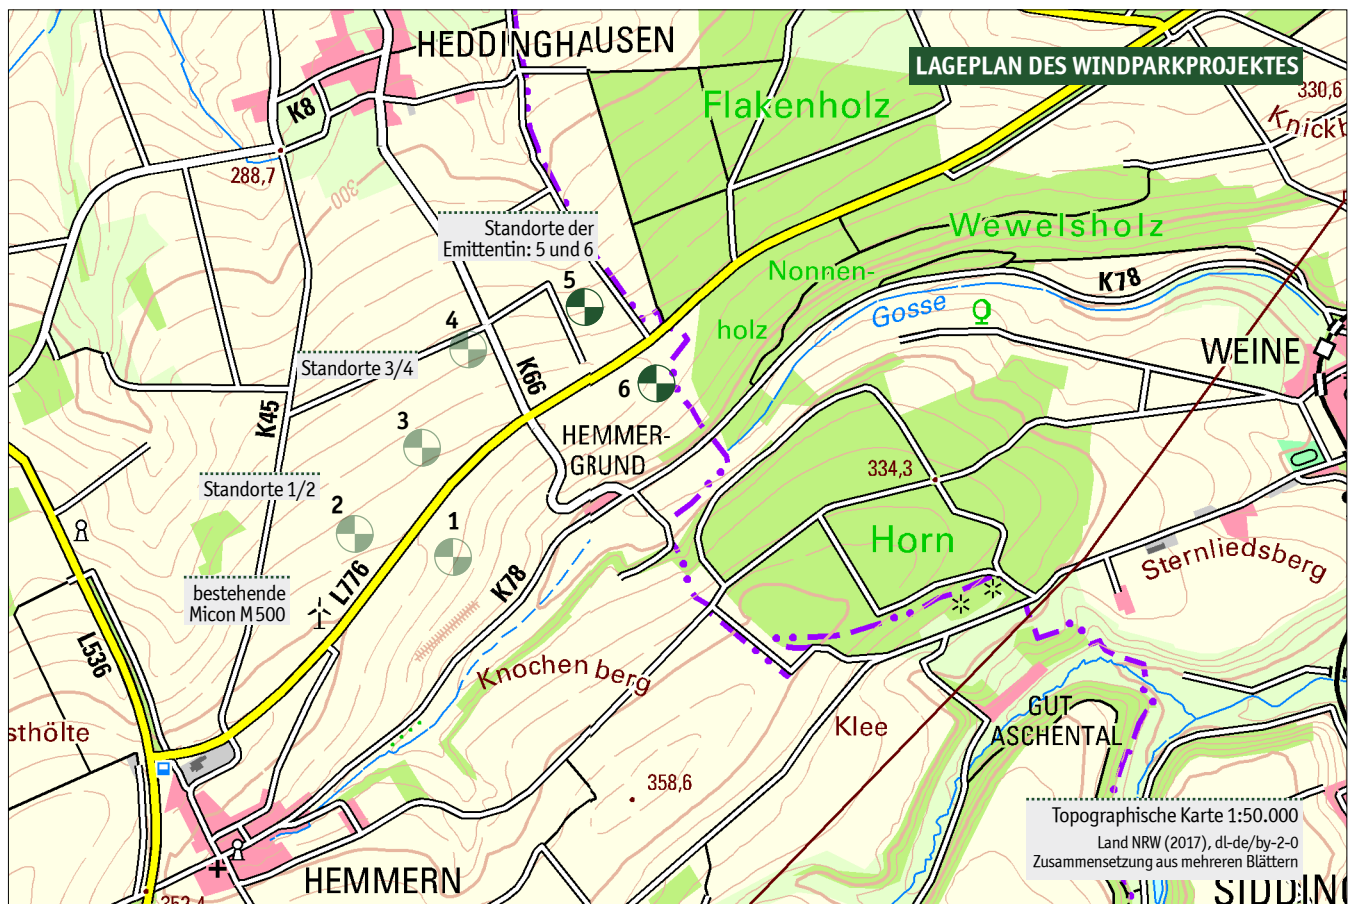 HEDDINGHAUSEN
LAGEPLAN DES WINDPARKPROJEKTES
330,6
Flakenholz
K8
288,7
300
Standorte der
Emittentin: 5 und 6
Wewelsholz
Nonnen-
holz
K78
Gosse
5
4
WEINE
Standorte 3/4
K66
6
K45
3
HEMMER-
GRUND
334,3
Standorte 1/2
2
1
Horn
Sternliedsberg
bestehende
Micon M 500
L776
K78
L536
Knochen berg
GUT
ASCHENTAL
sthölte
Klee
358,6
Topographische Karte 1:50.000
Land NRW (2017), dl-de/by-2-0
Zusammensetzung aus mehreren Blättern
HEMMERN